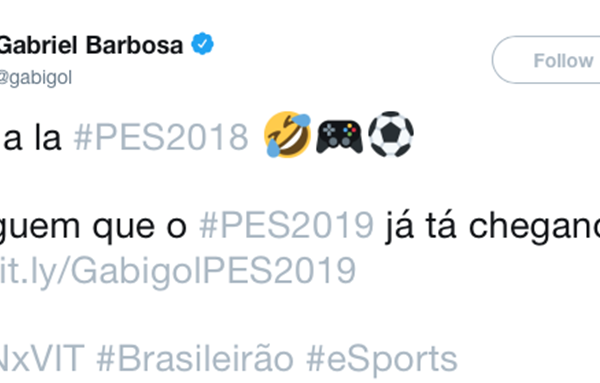 Gabriel Barbosa
@gabigol
Follow
a la #PES2018 🤣🎮⚽
guem que o #PES2019 já tá chegand
it.ly/GabigolPES2019
NxVIT #Brasileirão #eSports